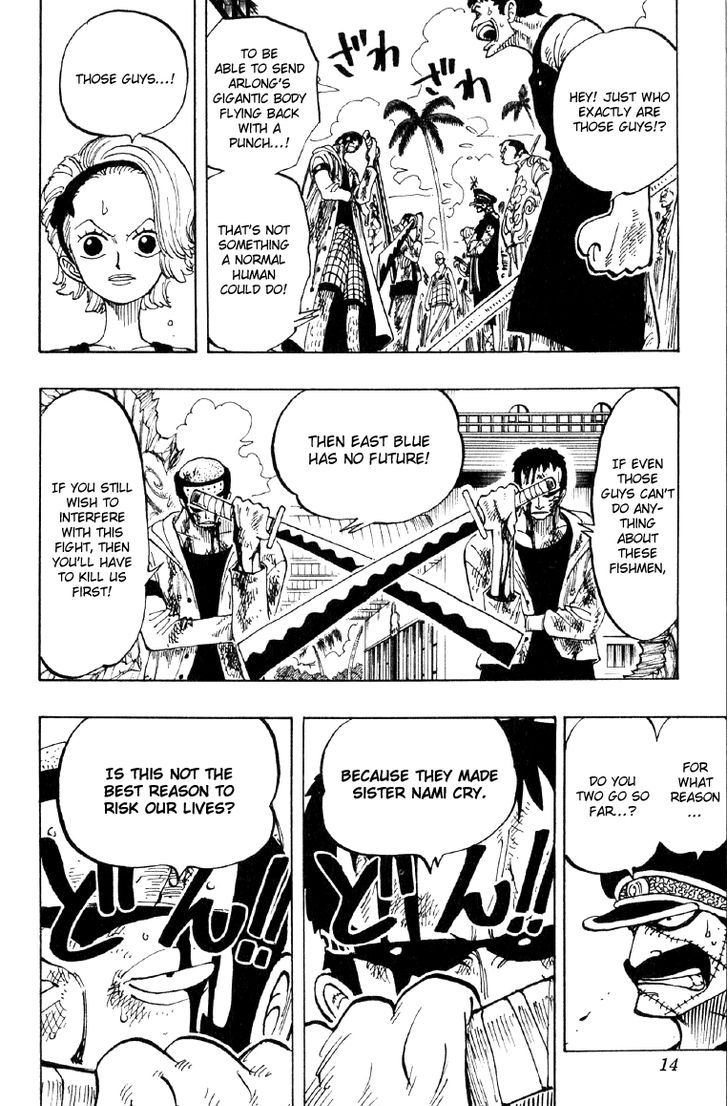 HEY! JUST WHO
EXACTLY ARE
THOSE GUYS!?
ざわ
ざわ
TO BE
ABLE TO SEND
ARLONG'S
GIGANTIC BODY
FLYING BACK
WITH A
PUNCH...!
THAT'S NOT
SOMETHING
A NORMAL
HUMAN
COULD DO!
THOSE GUYS...!
IF EVEN
THOSE
GUYS CAN'T
DO ANY-
THING
ABOUT
THESE
FISHMEN,
THEN EAST BLUE
HAS NO FUTURE!
IF YOU STILL
WISH TO
INTERFERE
WITH THIS
FIGHT, THEN
YOU'LL HAVE
TO KILL US
FIRST!
FOR
WHAT
REASON
...
DO YOU
TWO GO SO
FAR...?
BECAUSE THEY MADE
SISTER NAMI CRY.
どん!!
IS THIS NOT THE
BEST REASON TO
RISK OUR LIVES?
どん!!
14